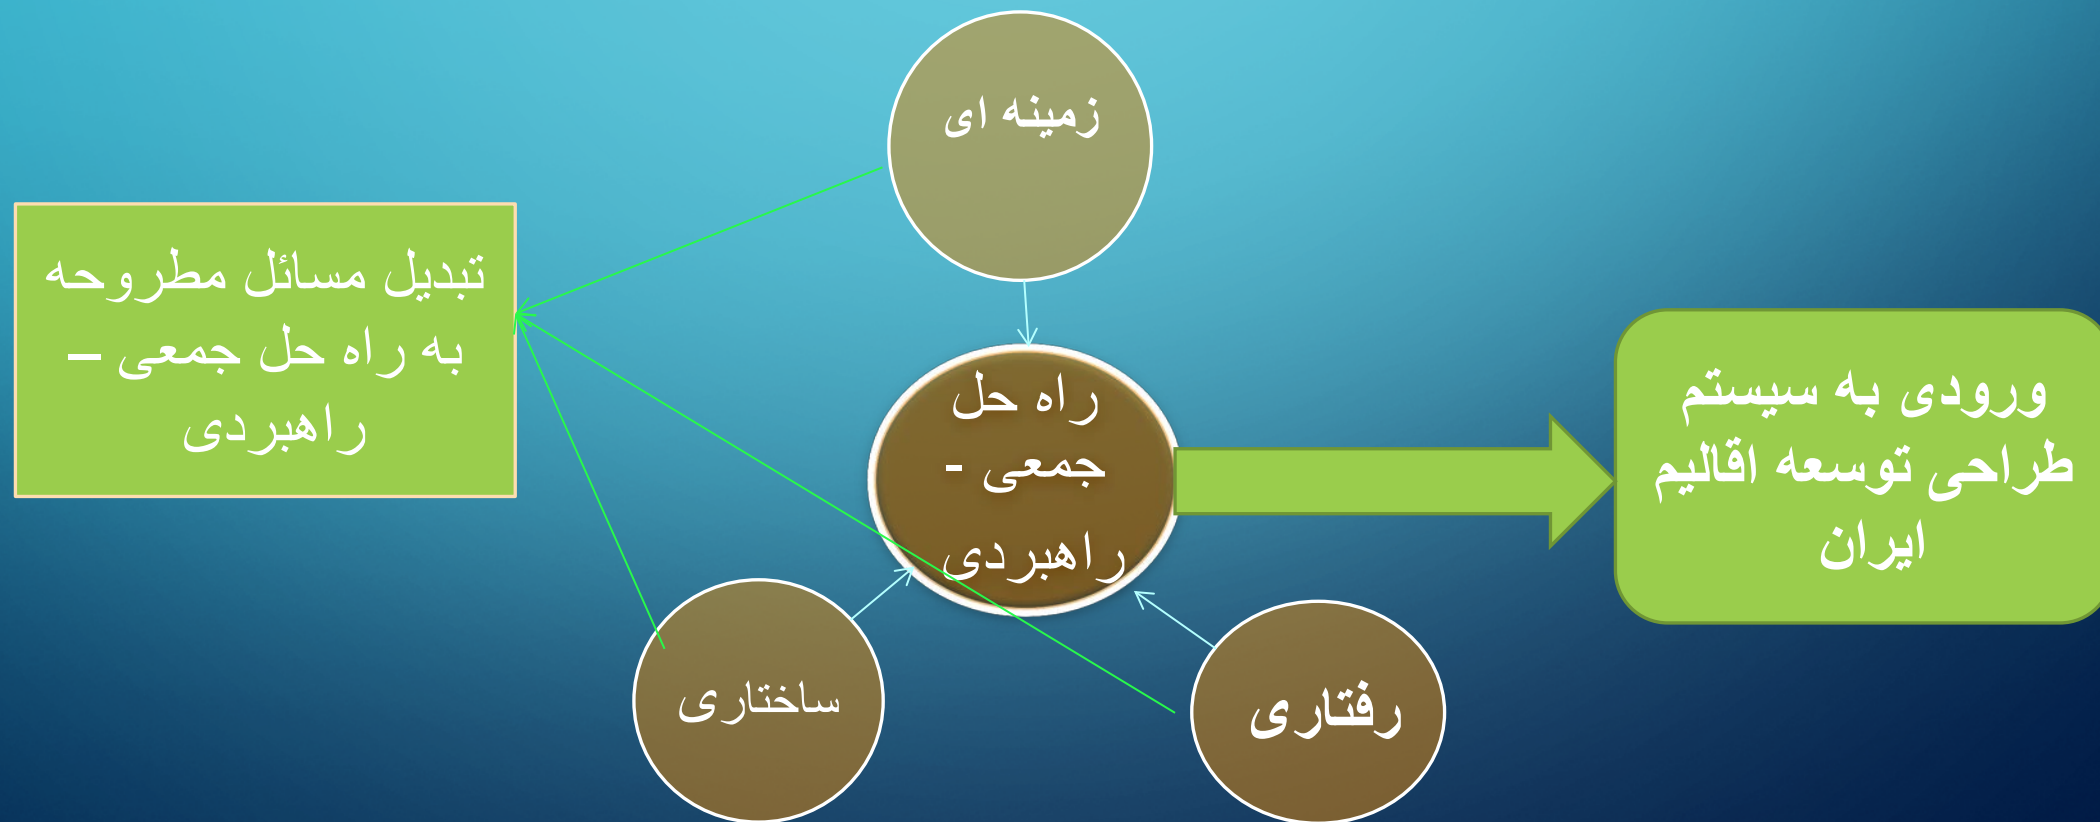 زمینه ای
تبدیل مسائل مطروحه
به راه حل جمعی –
راهبردی
راه حل
جمعی -
راهبردی
ورودی به سیستم
طراحی توسعه اقالیم
ایران
ساختاری
رفتاری